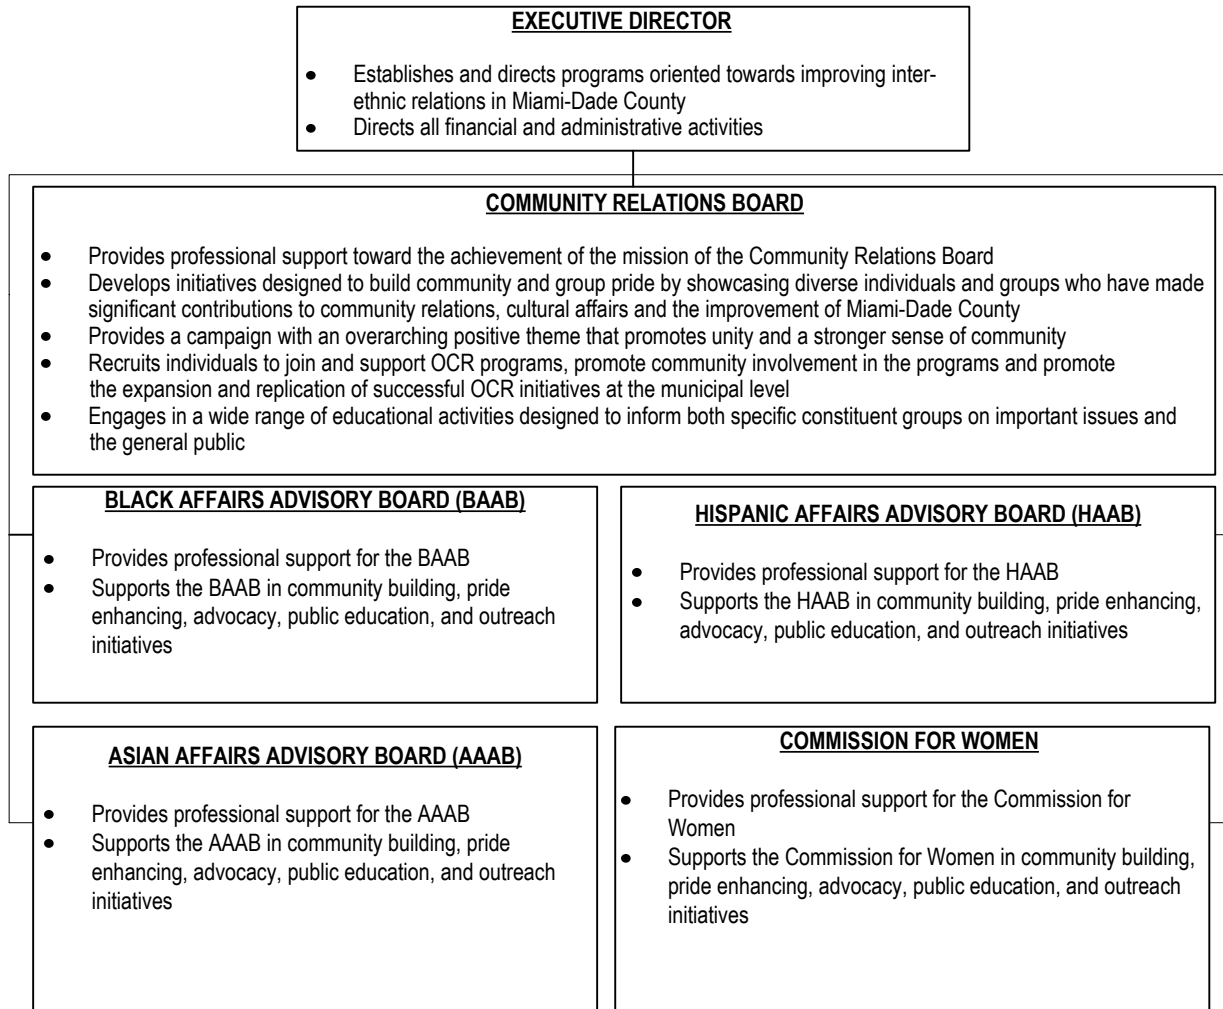 EXECUTIVE DIRECTOR
• Establishes and directs programs oriented towards improving inter-
ethnic relations in Miami-Dade County
• Directs all financial and administrative activities
COMMUNITY RELATIONS BOARD
• Provides professional support toward the achievement of the mission of the Community Relations Board
• Develops initiatives designed to build community and group pride by showcasing diverse individuals and groups who have made
significant contributions to community relations, cultural affairs and the improvement of Miami-Dade County
• Provides a campaign with an overarching positive theme that promotes unity and a stronger sense of community
• Recruits individuals to join and support OCR programs, promote community involvement in the programs and promote
the expansion and replication of successful OCR initiatives at the municipal level
• Engages in a wide range of educational activities designed to inform both specific constituent groups on important issues and
the general public
BLACK AFFAIRS ADVISORY BOARD (BAAB)
• Provides professional support for the BAAB
• Supports the BAAB in community building, pride
enhancing, advocacy, public education, and outreach
initiatives
HISPANIC AFFAIRS ADVISORY BOARD (HAAB)
• Provides professional support for the HAAB
• Supports the HAAB in community building, pride enhancing,
advocacy, public education, and outreach initiatives
ASIAN AFFAIRS ADVISORY BOARD (AAAB)
• Provides professional support for the AAAB
• Supports the AAAB in community building, pride
enhancing, advocacy, public education, and outreach
initiatives
COMMISSION FOR WOMEN
• Provides professional support for the Commission for
Women
• Supports the Commission for Women in community building,
pride enhancing, advocacy, public education, and outreach
initiatives